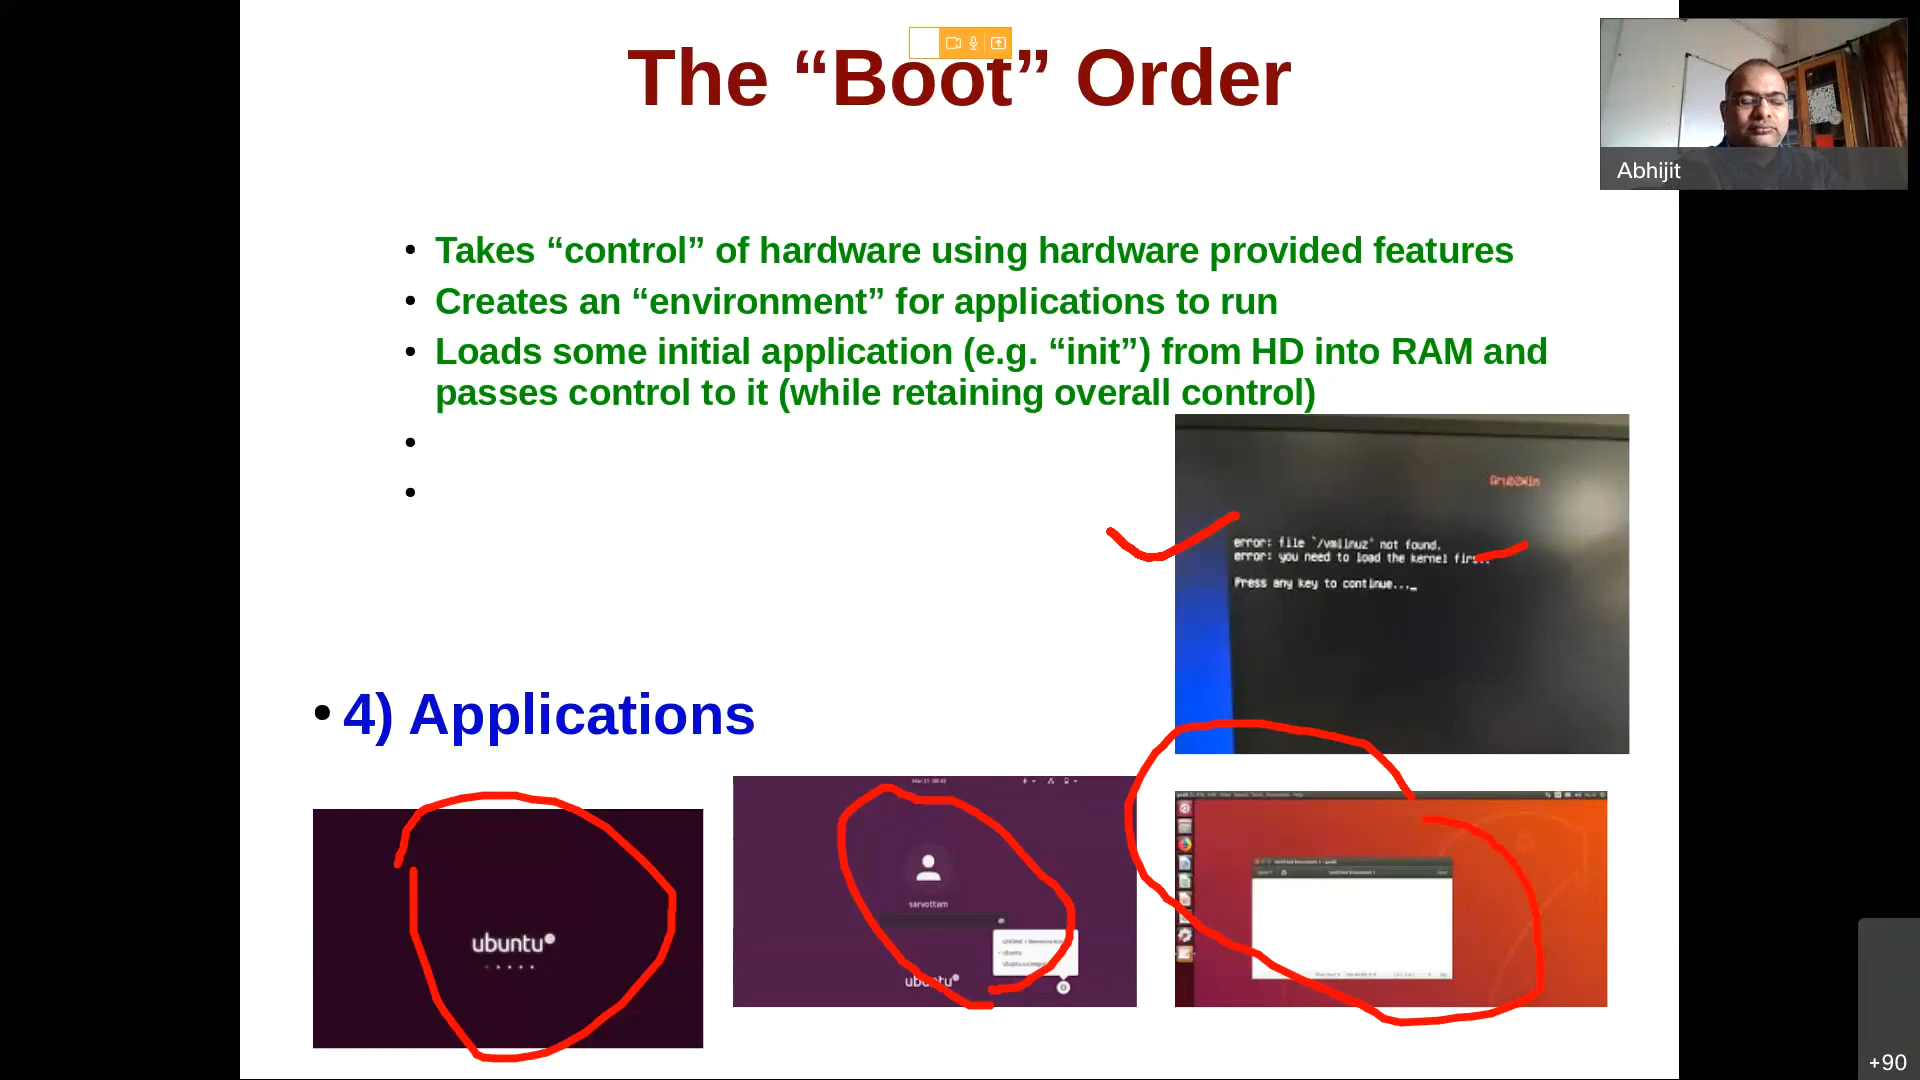 The “Boot” Order
Abhijit
• Takes “control” of hardware using hardware provided features
• Creates an “environment” for applications to run
• Loads some initial application (e.g. “init”) from HD into RAM and
passes control to it (while retaining overall control)
error: file `/vmlinuz' not found.
error: you need to load the kernel first.
Press any key to continue..._
• 4) Applications
ubuntu
servottam
ubuntu
+90